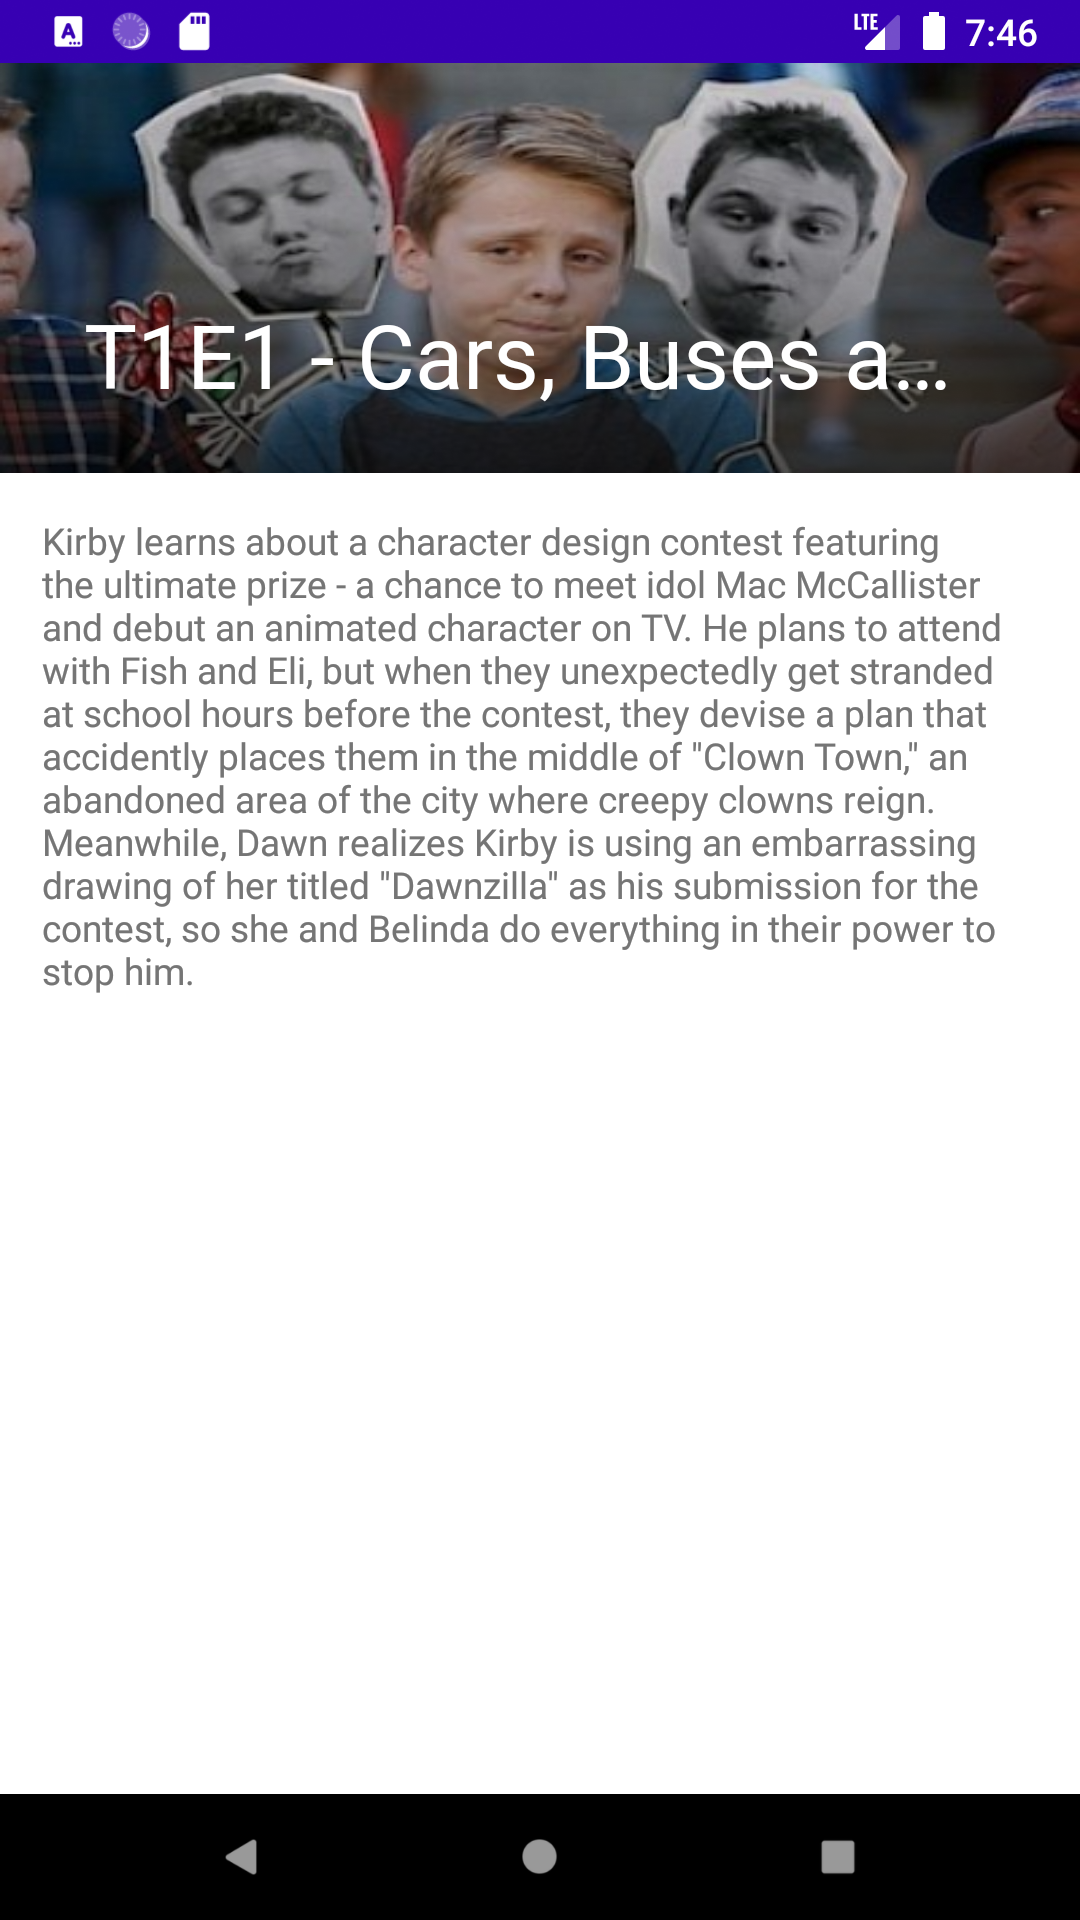 LTE 7:46
T1E1 - Cars, Buses a...
Kirby learns about a character design contest featuring
the ultimate prize - a chance to meet idol Mac McCallister
and debut an animated character on TV. He plans to attend
with Fish and Eli, but when they unexpectedly get stranded
at school hours before the contest, they devise a plan that
accidently places them in the middle of "Clown Town," an
abandoned area of the city where creepy clowns reign.
Meanwhile, Dawn realizes Kirby is using an embarrassing
drawing of her titled "Dawnzilla" as his submission for the
contest, so she and Belinda do everything in their power to
stop him.